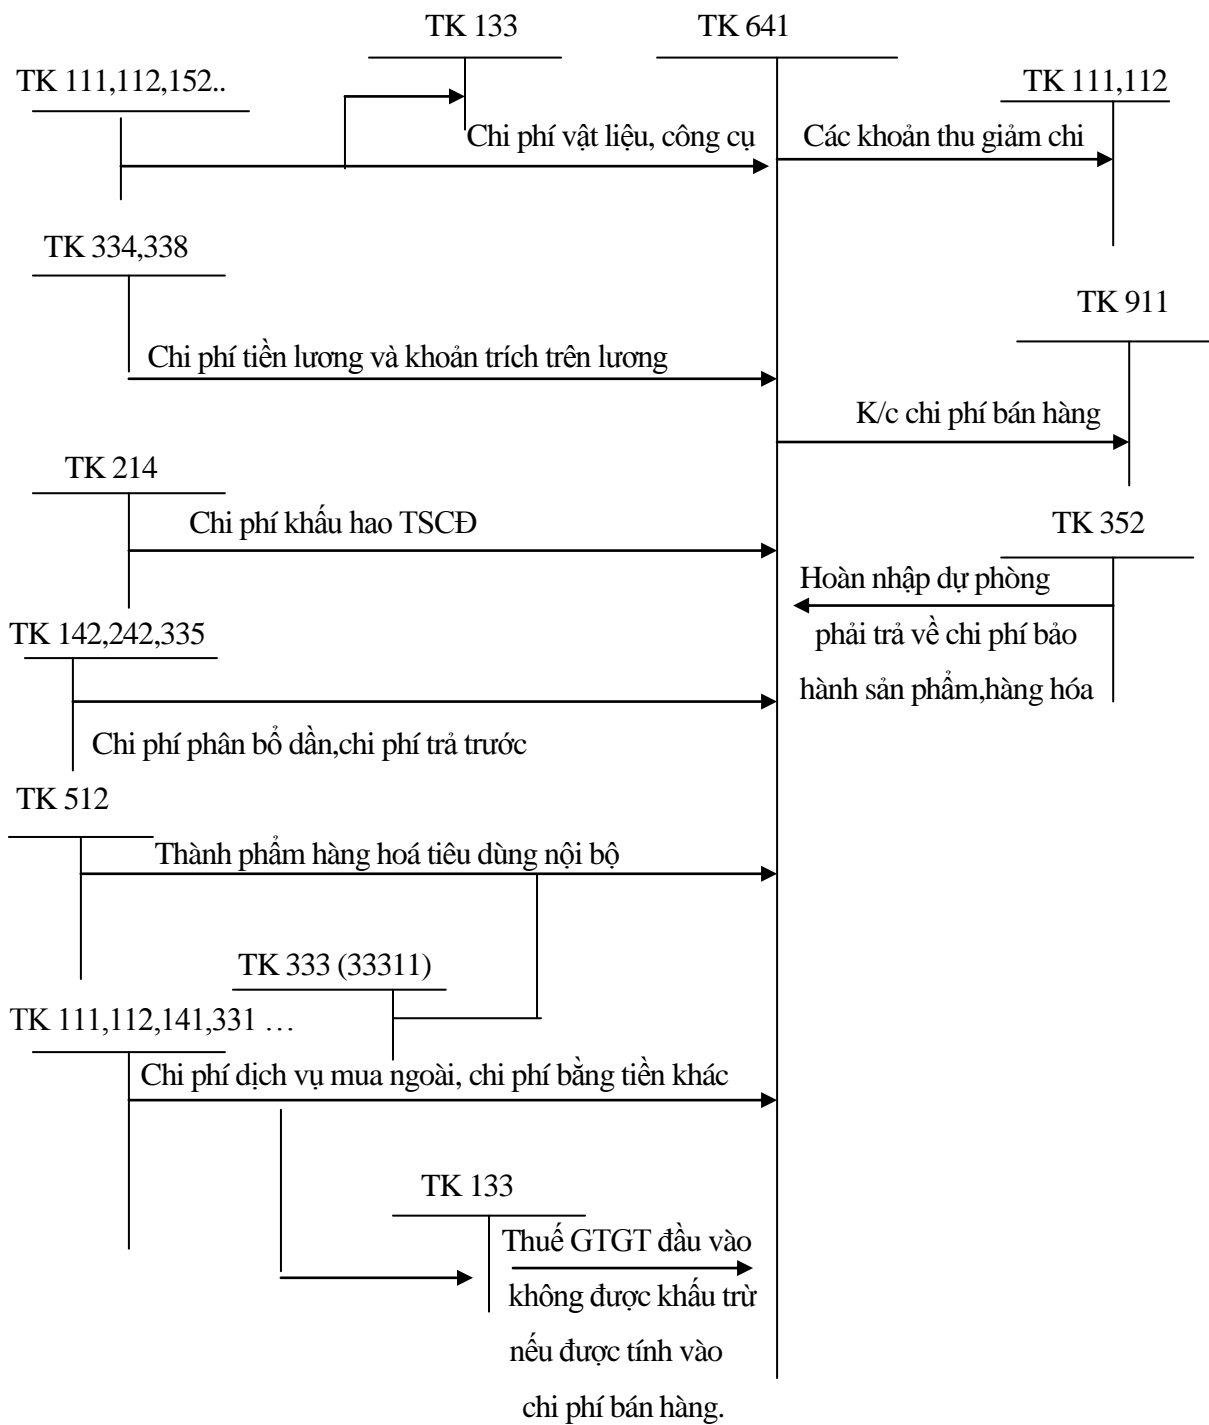 TK 133
TK 641
TK 111,112,152..
TK 111,112
Chi phí vật liệu, công cụ
Các khoản thu giảm chi
TK 334,338
TK 911
Chi phí tiền lương và khoản trích trên lương
K/c chi phí bán hàng
TK 214
Chi phí khấu hao TSCĐ
TK 352
Hoàn nhập dự phòng
phải trả về chi phí bảo
hành sản phẩm,hàng hóa
TK 142,242,335
Chi phí phân bổ dần,chi phí trả trước
TK 512
Thành phẩm hàng hoá tiêu dùng nội bộ
TK 333 (33311)
TK 111,112,141,331 …
Chi phí dịch vụ mua ngoài, chi phí bằng tiền khác
TK 133
Thuế GTGT đầu vào
không được khấu trừ
nếu được tính vào
chi phí bán hàng.